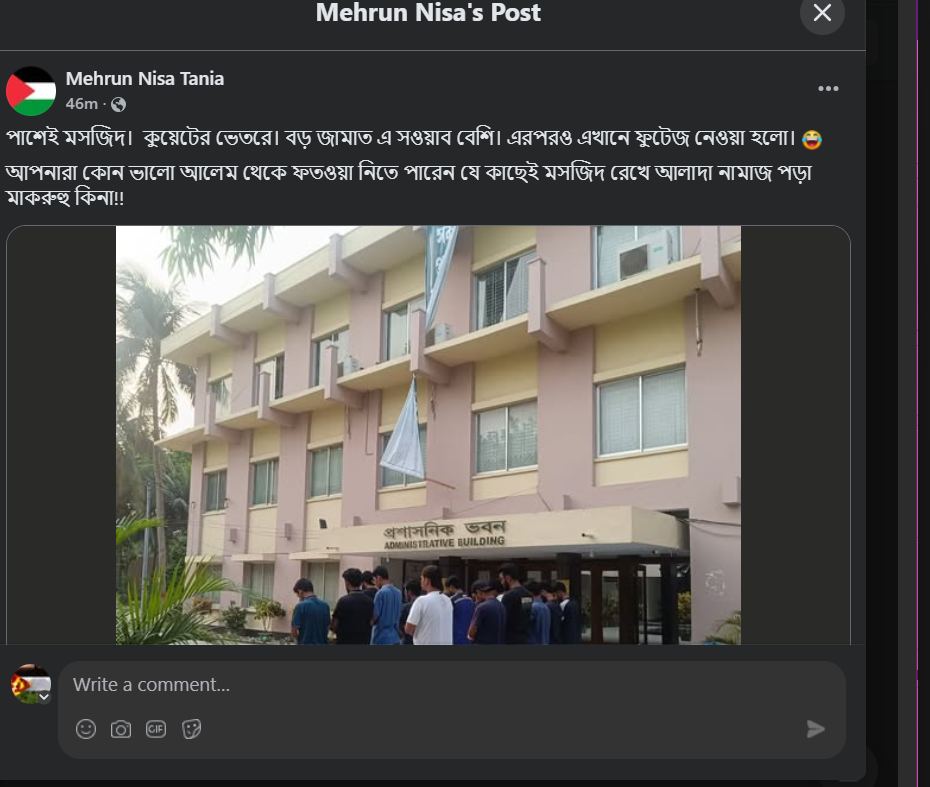 Mehrun Nisa's Post
Mehrun Nisa Tania
46m ·
পাশেই মসজিদ।  কুয়েটের ভেতরে। বড় জামাত এ সওয়াব বেশি। এরপরও এখানে ফুটেজ নেওয়া হলো। 😂
আপনারা কোন ভালো আলেম থেকে ফতওয়া নিতে পারেন যে কাছেই মসজিদ রেখে আলাদা নামাজ পড়া
মাকরুহু কিনা!!
প্রশাসনিক ভবন
ADMINISTRATIVE BUILDING
Write a comment...
GIF